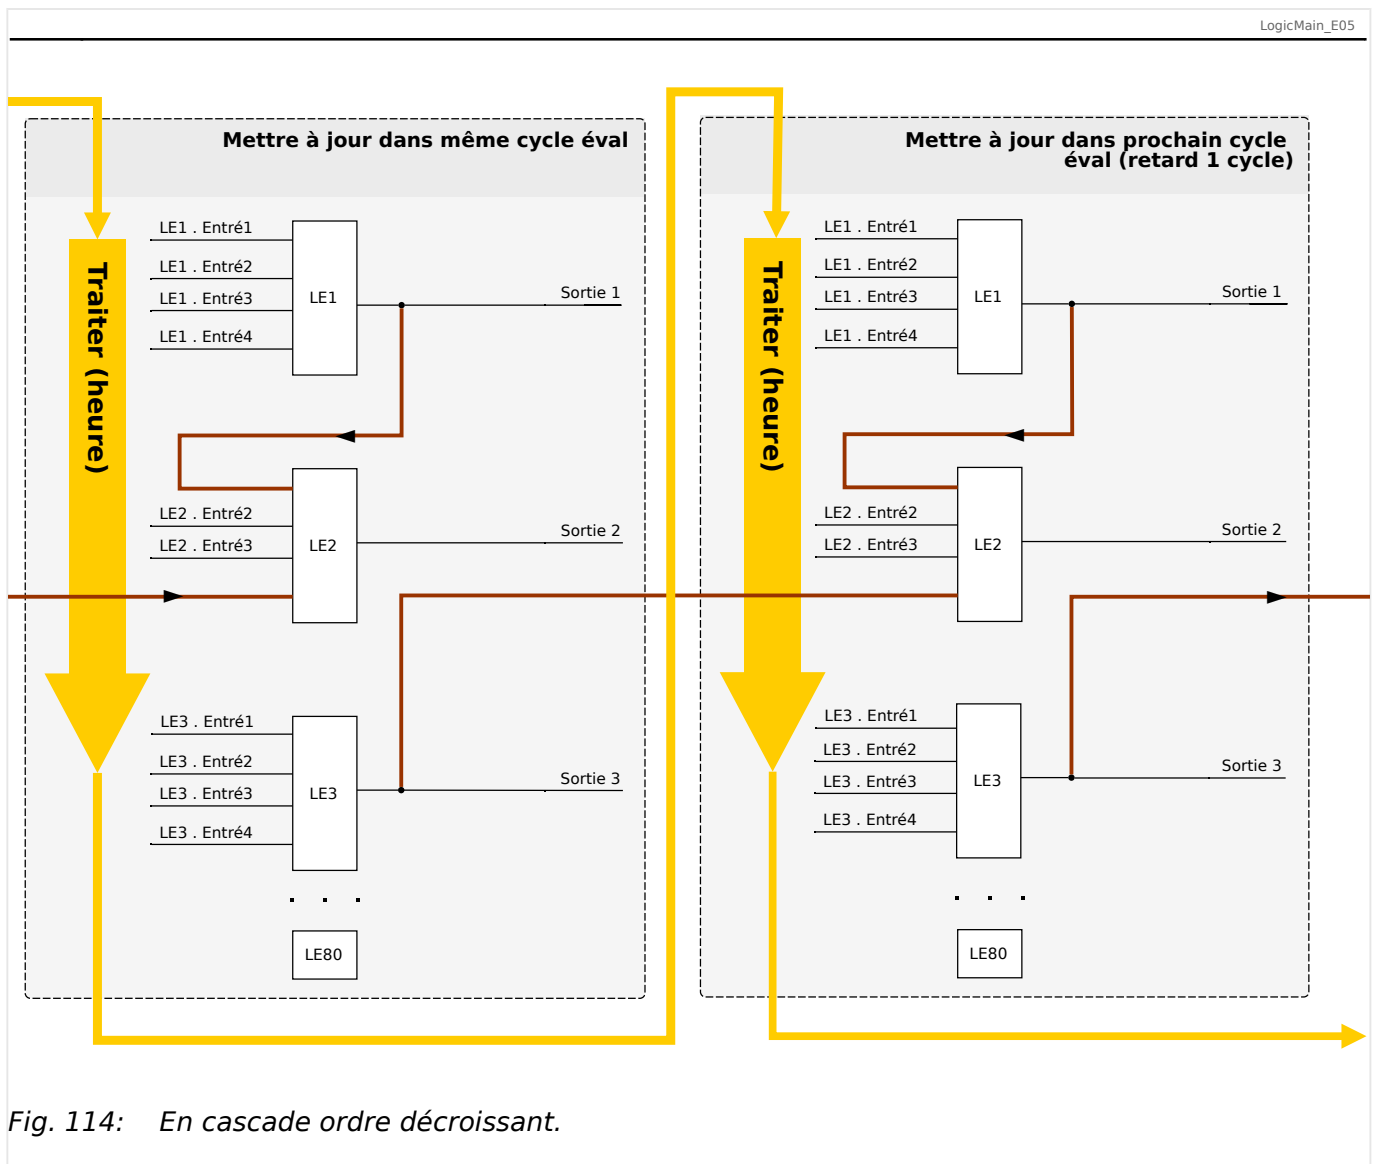 LogicMain_E05
Mettre à jour dans même cycle éval
Traiter (heure)
LE1 . Entré1
LE1 . Entré2
LE1 . Entré3
LE1 . Entré4
LE1
Sortie 1
LE2 . Entré2
LE2 . Entré3
LE2
Sortie 2
LE3 . Entré1
LE3 . Entré2
LE3 . Entré3
LE3 . Entré4
LE3
Sortie 3
. . .
LE80
Mettre à jour dans prochain cycle
éval (retard 1 cycle)
Traiter (heure)
LE1 . Entré1
LE1 . Entré2
LE1 . Entré3
LE1 . Entré4
LE1
Sortie 1
LE2 . Entré2
LE2 . Entré3
LE2
Sortie 2
LE3 . Entré1
LE3 . Entré2
LE3 . Entré3
LE3 . Entré4
LE3
Sortie 3
. . .
LE80
Fig. 114: En cascade ordre décroissant.